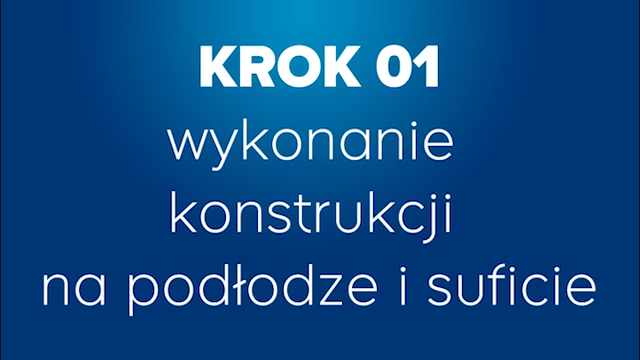 KROK 01
wykonanie
konstrukcji
na podłodze i suficie